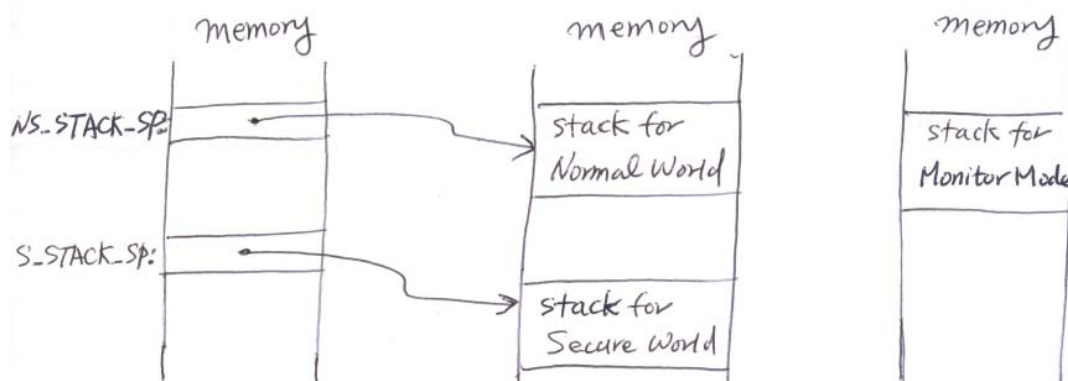 memory
memory
memory
NS_STACK_SP:
stack for
Normal World
stack for
Monitor Mode
S_STACK_SP:
stack for
Secure World